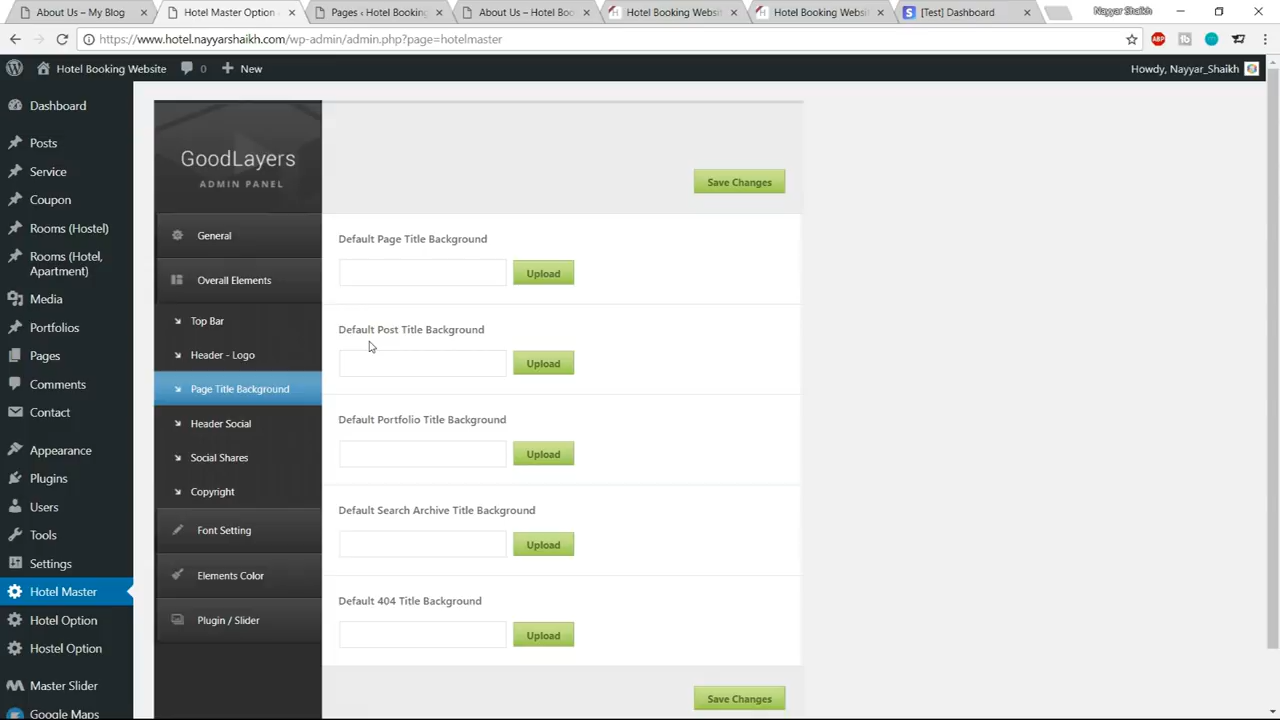 About Us – My Blog
Hotel Master Option
Pages ‹ Hotel Booking
About Us – Hotel Boo
Hotel Booking Websi
Hotel Booking Websi
[Test] Dashboard
Nayyar Shaikh
https://www.hotel.nayyarshaikh.com/wp-admin/admin.php?page=hotelmaster
ABP
Hotel Booking Website
0
New
Howdy, Nayyar_Shaikh
Dashboard
Posts
Service
Coupon
Rooms (Hostel)
Rooms (Hotel,
Apartment)
Media
Portfolios
Pages
Comments
Contact
Appearance
Plugins
Users
Tools
Settings
Hotel Master
Hotel Option
Hostel Option
Master Slider
Google Maps
GoodLayers
ADMIN PANEL
General
Overall Elements
Top Bar
Header - Logo
Page Title Background
Header Social
Social Shares
Copyright
Font Setting
Elements Color
Plugin / Slider
Save Changes
Default Page Title Background
Upload
Default Post Title Background
Upload
Default Portfolio Title Background
Upload
Default Search Archive Title Background
Upload
Default 404 Title Background
Upload
Save Changes